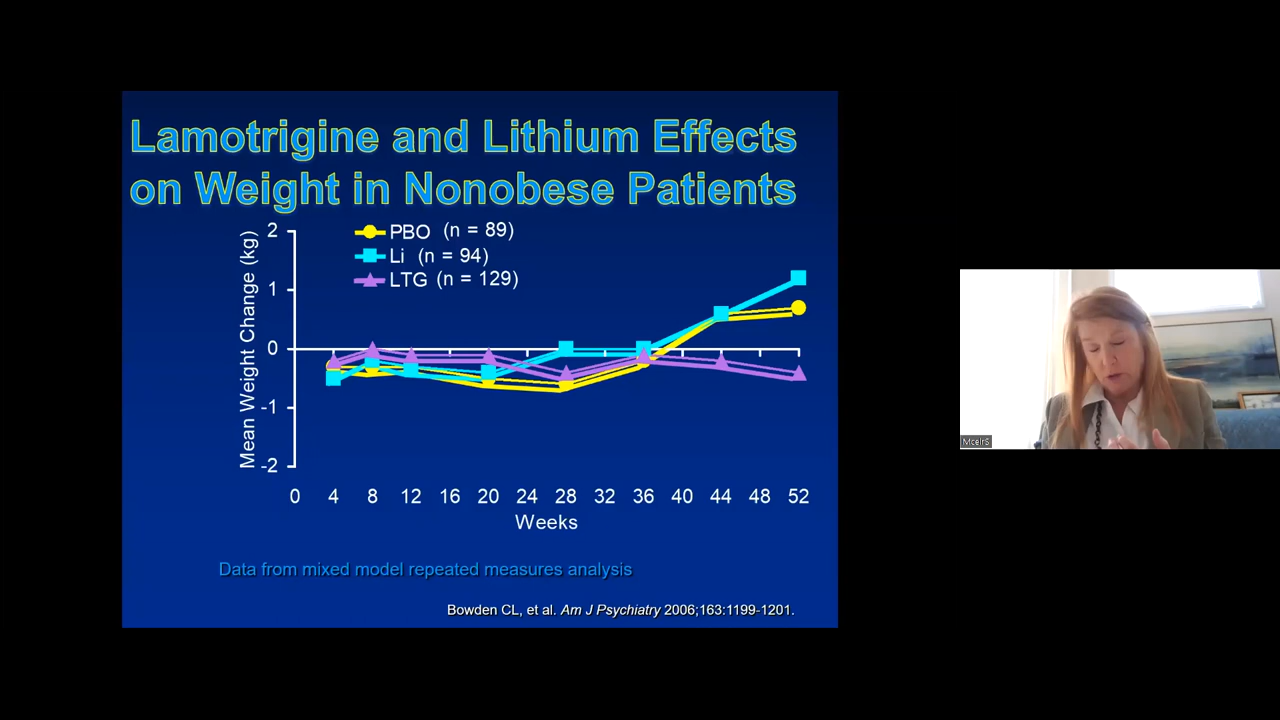 Lamotrigine and Lithium Effects
on Weight in Nonobese Patients
PBO (n = 89)
Li (n = 94)
LTG (n = 129)
Mean Weight Change (kg)
2
1
0
-1
-2
0 4 8 12 16 20 24 28 32 36 40 44 48 52
Weeks
Data from mixed model repeated measures analysis
Bowden CL, et al. Am J Psychiatry 2006;163:1199-1201.
McelrS